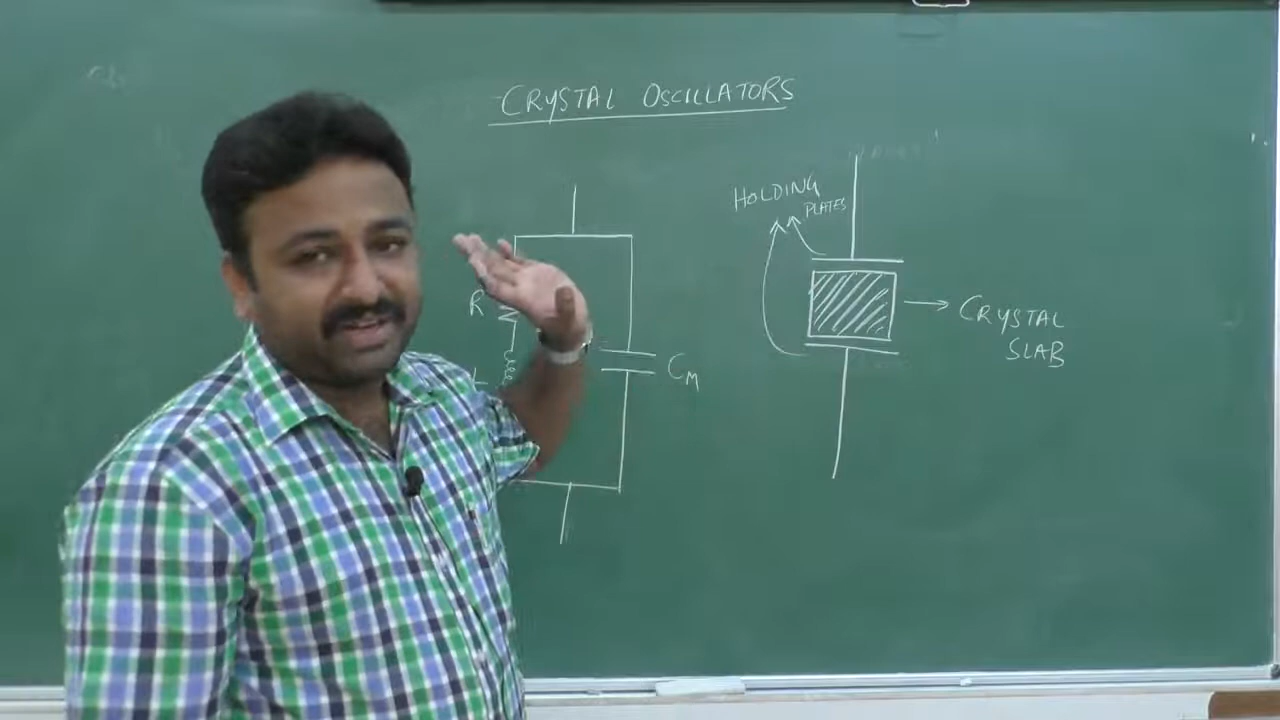 CRYSTAL OSCILLATORS
HOLDING
PLATES
R
L
CM
CRYSTAL
SLAB